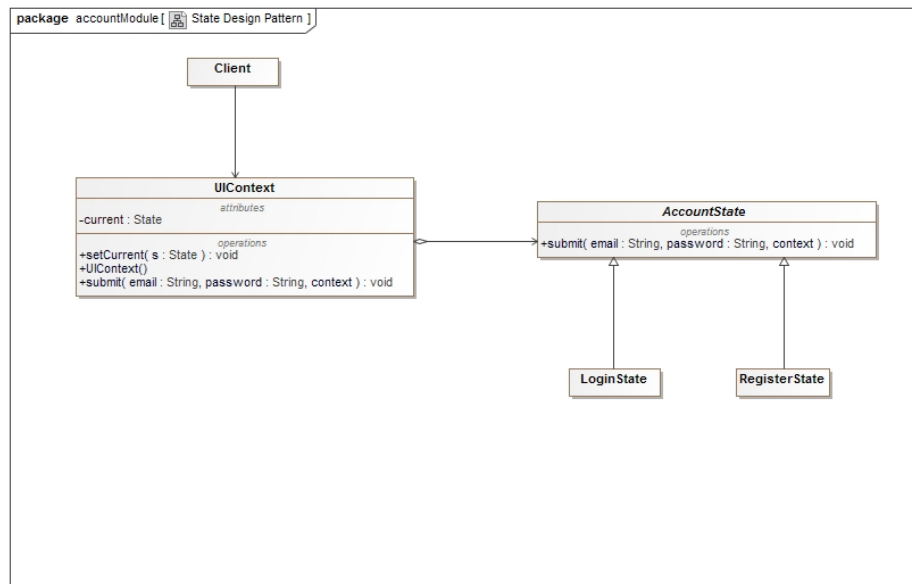 package accountModule [ State Design Pattern ]
Client
UIContext
attributes
-current : State
operations
+setCurrent( s : State ) : void
+UIContext()
+submit( email : String, password : String, context ) : void
AccountState
operations
+submit( email : String, password : String, context ) : void
LoginState
RegisterState